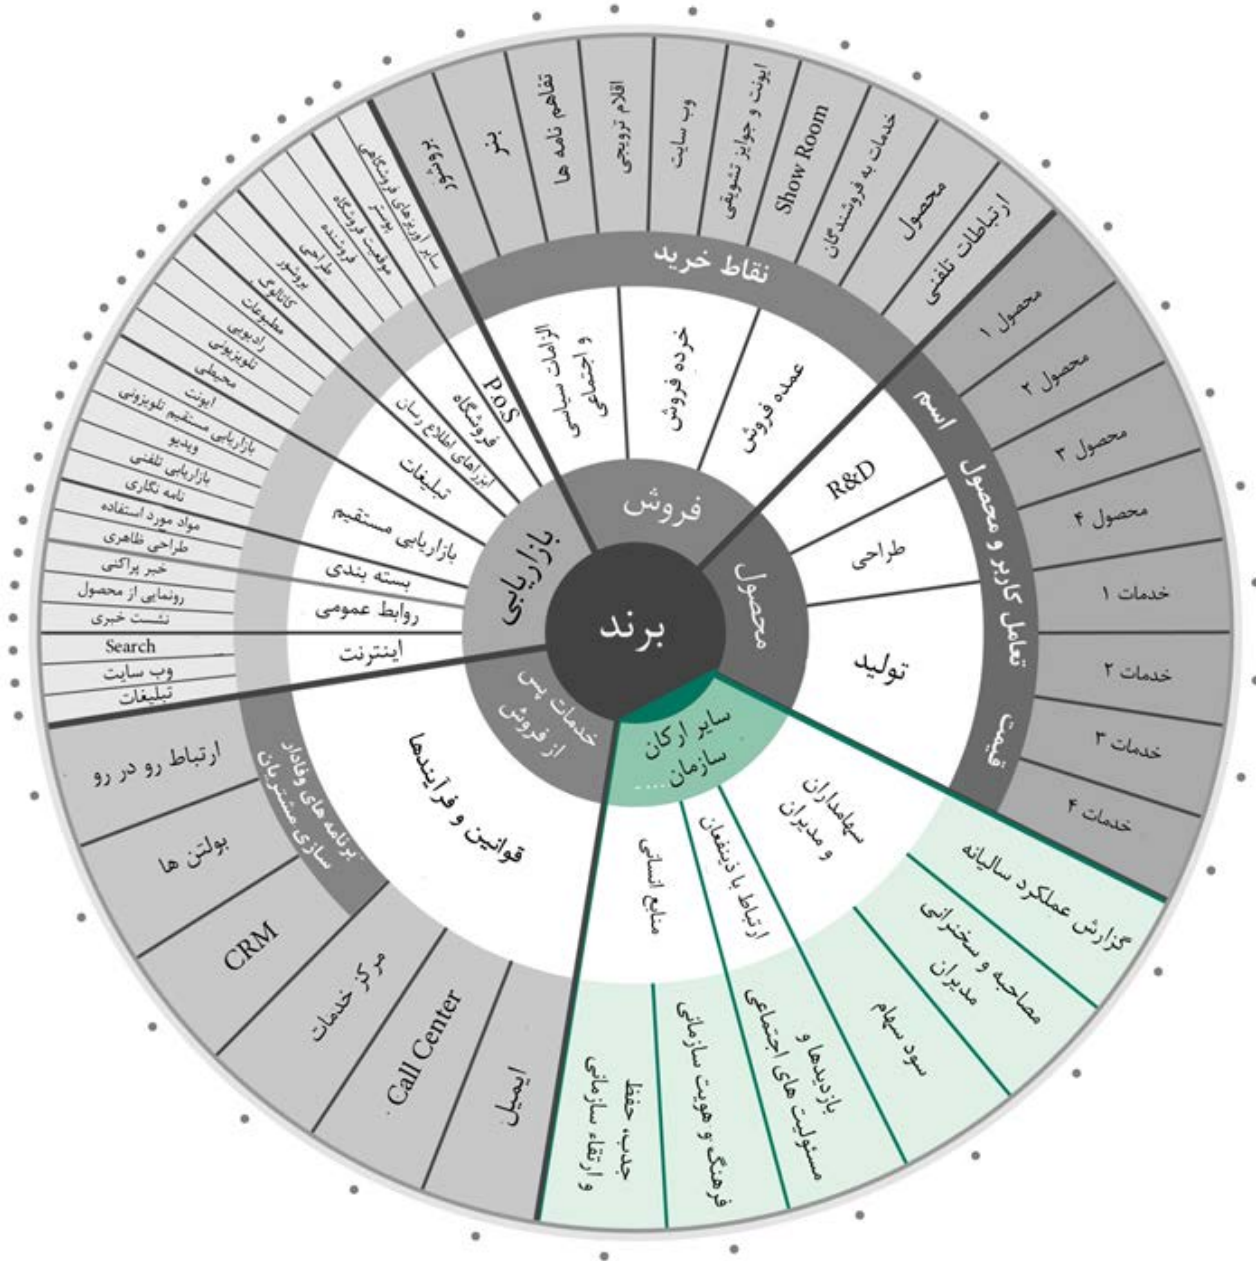 برند
فروش
محصول
سایر ارکان
سازمان....
خدمات پس
از فروش
بازاریابی
نقاط خرید
الزامات سیاسی
و اجتماعی
خرده فروش
عمده فروش
بروشور
بنر
تفاهم نامه ها
اقلام ترویجی
وب سایت
ایونت و جوایز تشویقی
Show Room
خدمات به فروشندگان
محصول
ارتباطات تلفنی
اسم
تعامل کاربر و محصول
قیمت
R&D
طراحی
تولید
محصول ۱
محصول ۲
محصول ۳
محصول ۴
خدمات ۱
خدمات ۲
خدمات ۳
خدمات ۴
سهامداران
و مدیران
ارتباط با ذینفعان
منابع انسانی
گزارش عملکرد سالیانه
مصاحبه و سخنرانی
مدیران
سود سهام
بازدیدها و
مسئولیت های اجتماعی
فرهنگ و هویت سازمانی
جذب، حفظ
و ارتقاء سازمانی
قوانین و فرآیندها
برنامه های وفادار
سازی مشتریان
ایمیل
Call Center
مرکز خدمات
CRM
بولتن ها
ارتباط رو در رو
اینترنت
روابط عمومی
بسته بندی
بازاریابی مستقیم
تبلیغات
ابزراهای اطلاع رسان
فروشگاه
P.o.S
تبلیغات
وب سایت
Search
نشست خبری
رونمایی از محصول
خبر پراکنی
طراحی ظاهری
مواد مورد استفاده
نامه نگاری
بازاریابی تلفنی
ویدیو
بازاریابی مستقیم تلویزونی
ایونت
محیطی
تلویزیونی
رادیویی
مطبوعات
کاتالوگ
بروشور
طراحی
فروشنده
موقعیت فروشگاه
پوستر
سایر آوریزهای فروشگاهی